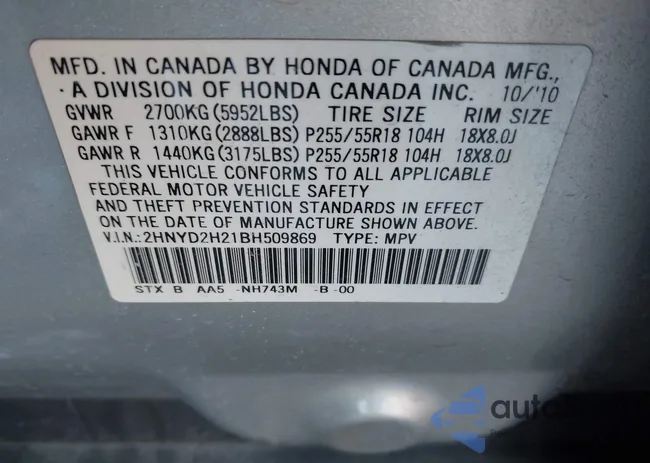 MFD. IN CANADA BY HONDA OF CANADA MFG.,
A DIVISION OF HONDA CANADA INC. 10/'10
GVWR 2700KG(5952LBS) TIRE SIZE RIM SIZE
GAWR F 1310KG(2888LBS) P255/55R18 104H 18X8.0J
GAWR R 1440KG(3175LBS) P255/55R18 104H 18X8.0J
THIS VEHICLE CONFORMS TO ALL APPLICABLE
FEDERAL MOTOR VEHICLE SAFETY
AND THEFT PREVENTION STANDARDS IN EFFECT
ON THE DATE OF MANUFACTURE SHOWN ABOVE.
V.I.N.:2HNYD2H21BH509869 TYPE: MPV
STX B AA5 -NH743M -B-00